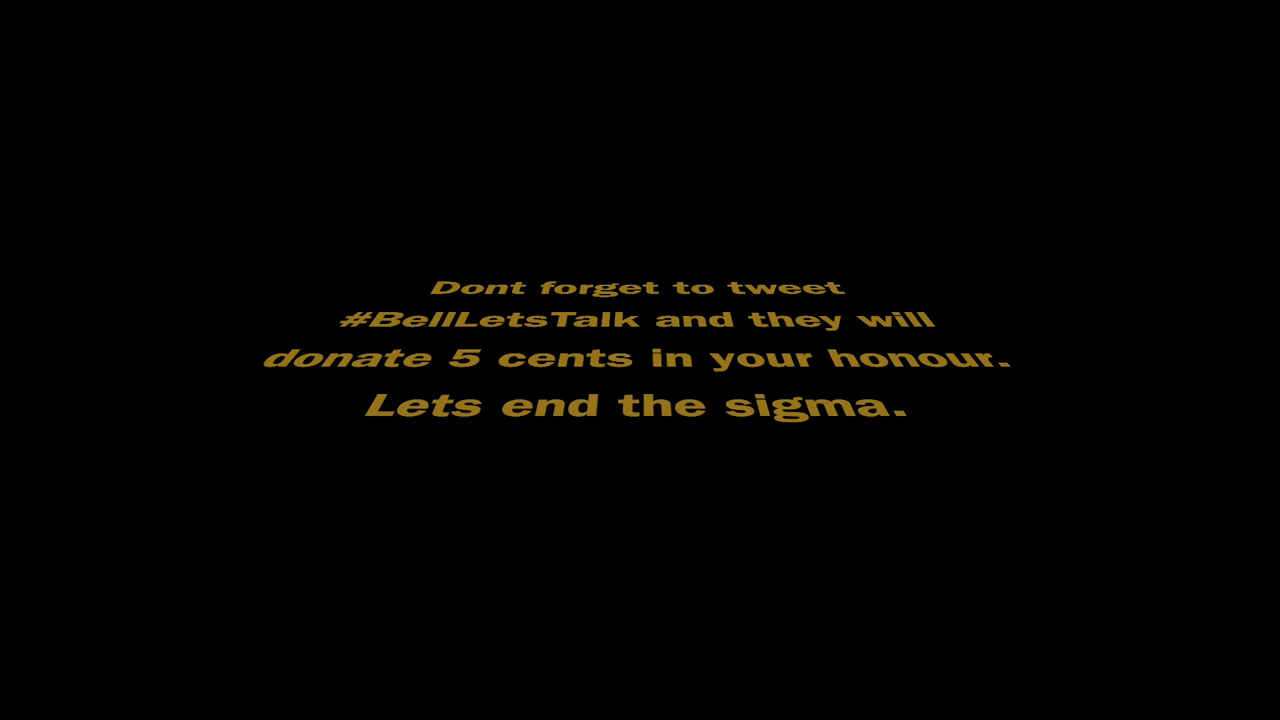 Dont forget to tweet
#BellLetsTalk and they will
donate 5 cents in your honour.
Lets end the sigma.